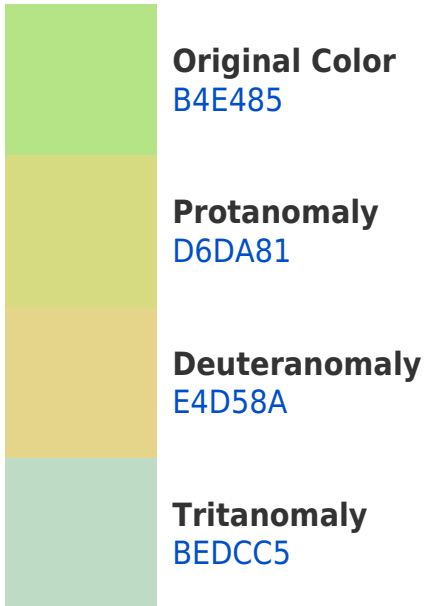 Original Color
B4E485
Protanomaly
D6DA81
Deuteranomaly
E4D58A
Tritanomaly
BEDCC5